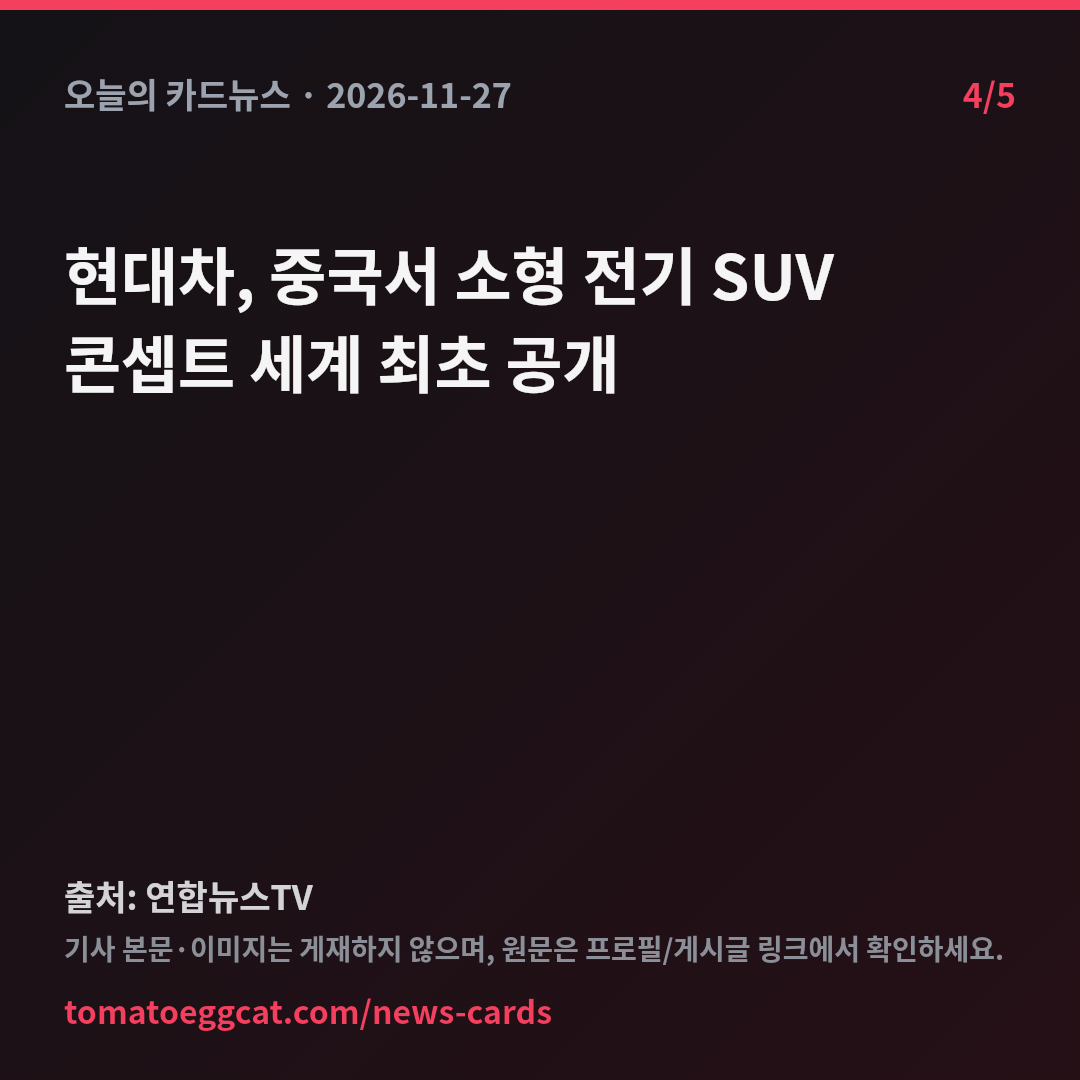 오늘의 카드뉴스 · 2026-11-27
4/5
현대차, 중국서 소형 전기 SUV
콘셉트 세계 최초 공개
출처: 연합뉴스TV
기사 본문·이미지는 게재하지 않으며, 원문은 프로필/게시글 링크에서 확인하세요.
tomatoeggcat.com/news-cards